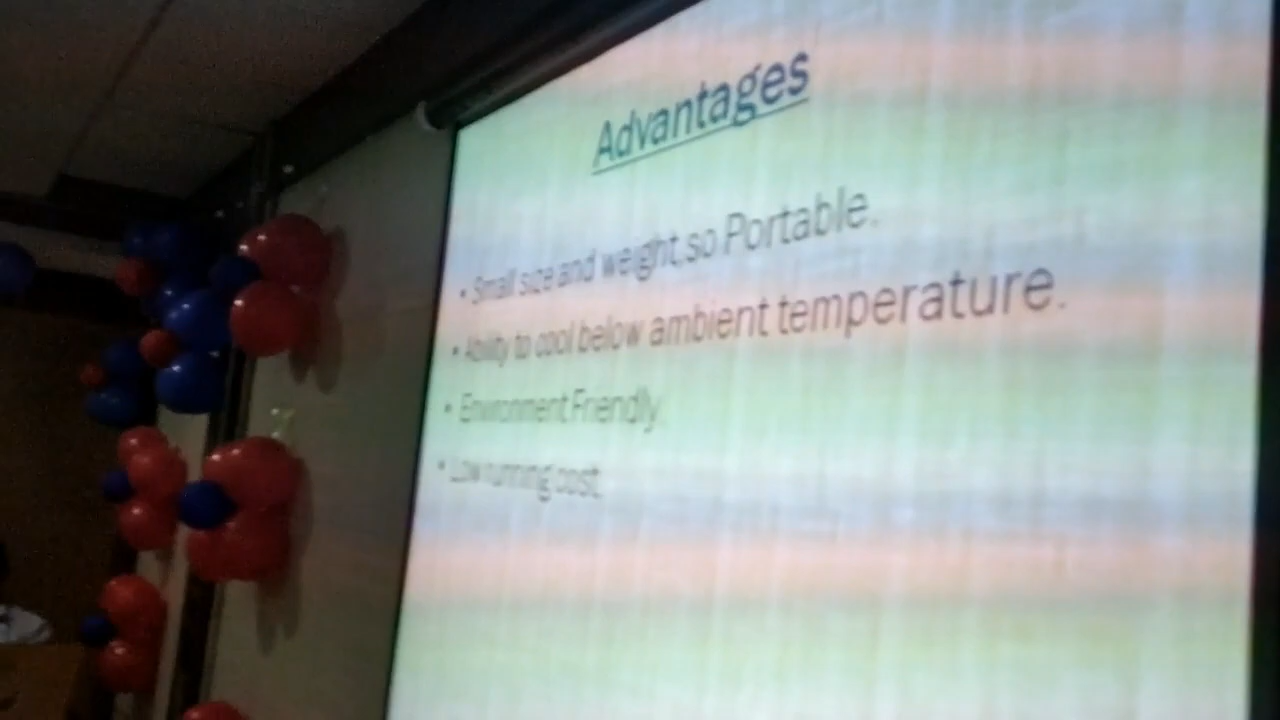 Advantages
• Small size and weight, so Portable.
• Ability to cool below ambient temperature.
• Environment Friendly.
• Low running cost.